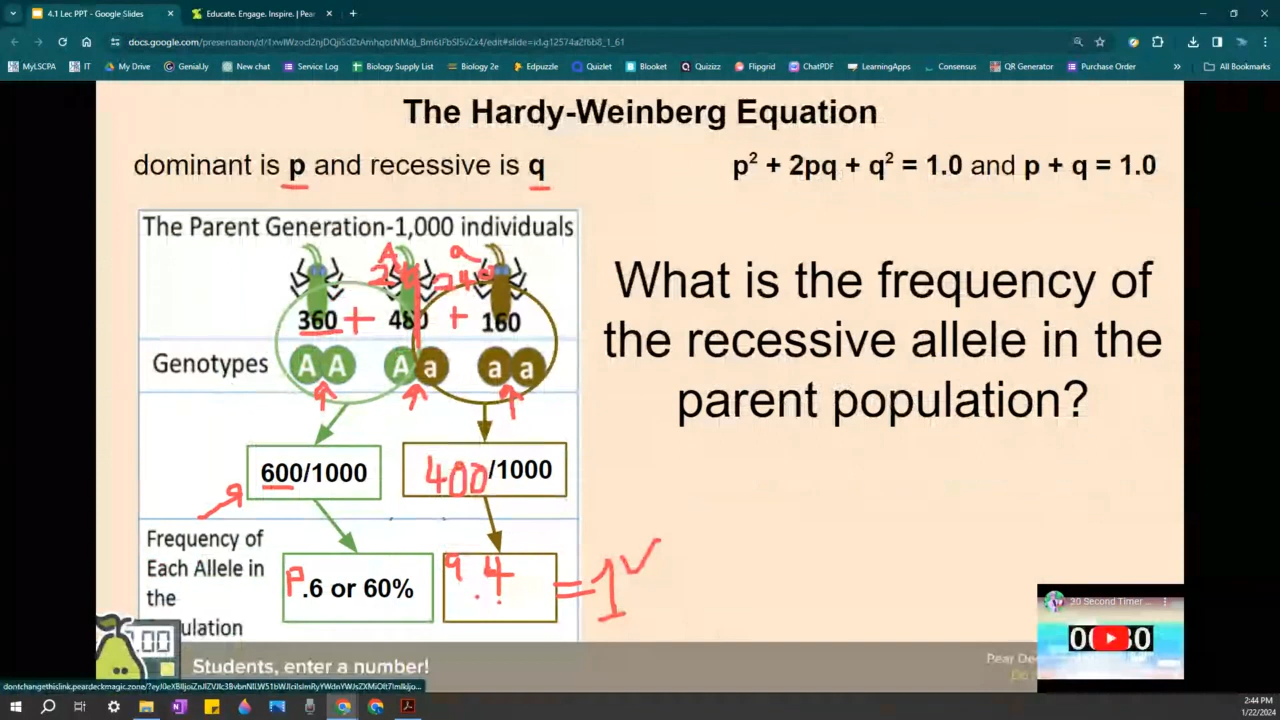 4.1 Lec PPT - Google Slides
Educate. Engage. Inspire. | Pear
docs.google.com/presentation/d/
MyLSCPA
IT
My Drive
Genial.ly
New chat
Service Log
Biology Supply List
Biology 2e
Edpuzzle
Quizlet
Blooket
Quizizz
Flipgrid
ChatPDF
LearningApps
Consensus
QR Generator
Purchase Order
All Bookmarks
The Hardy-Weinberg Equation
dominant is p and recessive is q
p² + 2pq + q² = 1.0 and p + q = 1.0
The Parent Generation-1,000 individuals
A
a
240
360 + 480 + 160
Genotypes
A A A a a a
600/1000
400/1000
Frequency of
Each Allele in
the
P .6 or 60%
q .4
= 1 ✓
What is the frequency of
the recessive allele in the
parent population?
Students, enter a number!
30 Second Timer ...
2:44 PM
1/22/2024